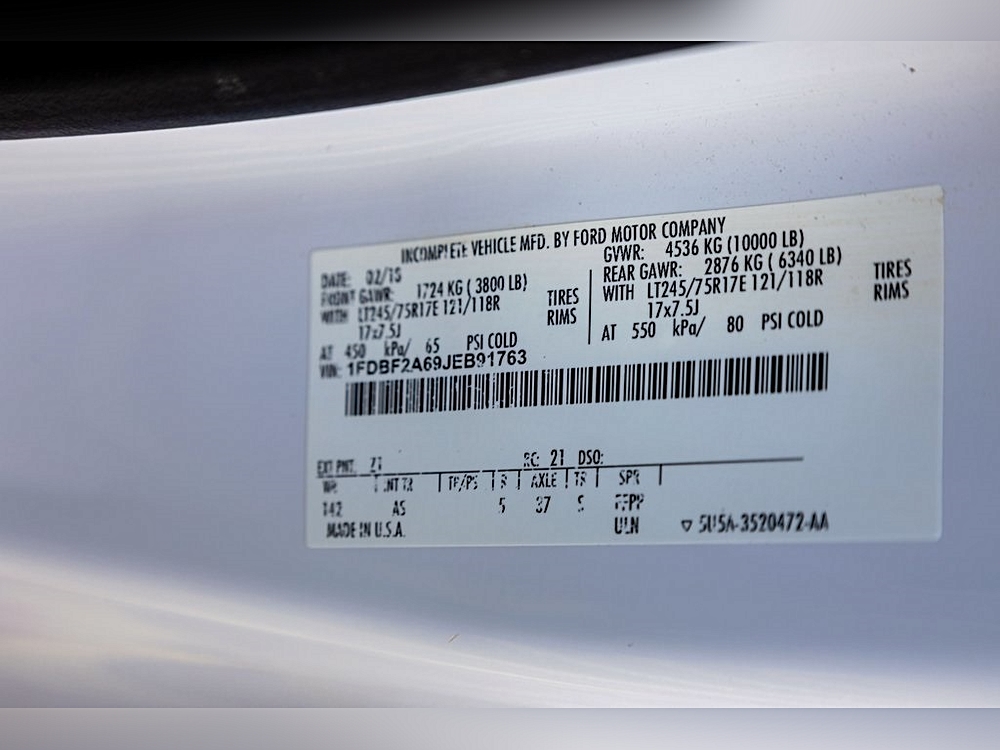 INCOMPLETE VEHICLE MFD. BY FORD MOTOR COMPANY
DATE: 02/18
FRONT GAWR: 1724 KG ( 3800 LB)
WITH LT245/75R17E 121/118R TIRES
17x7.5J RIMS
AT 450 kPa/ 65 PSI COLD
GVWR: 4536 KG (10000 LB)
REAR GAWR: 2876 KG ( 6340 LB)
WITH LT245/75R17E 121/118R TIRES
17x7.5J RIMS
AT 550 kPa/ 80 PSI COLD
VIN: 1FDBF2A69JEB91763
EXT PNT: Z1 RC: 21 DSO:
WB INT TR TP/PS R AXLE TR SPR
142 AS 5 37 S
MADE IN U.S.A. ULN ▽ 5U5A-3520472-AA